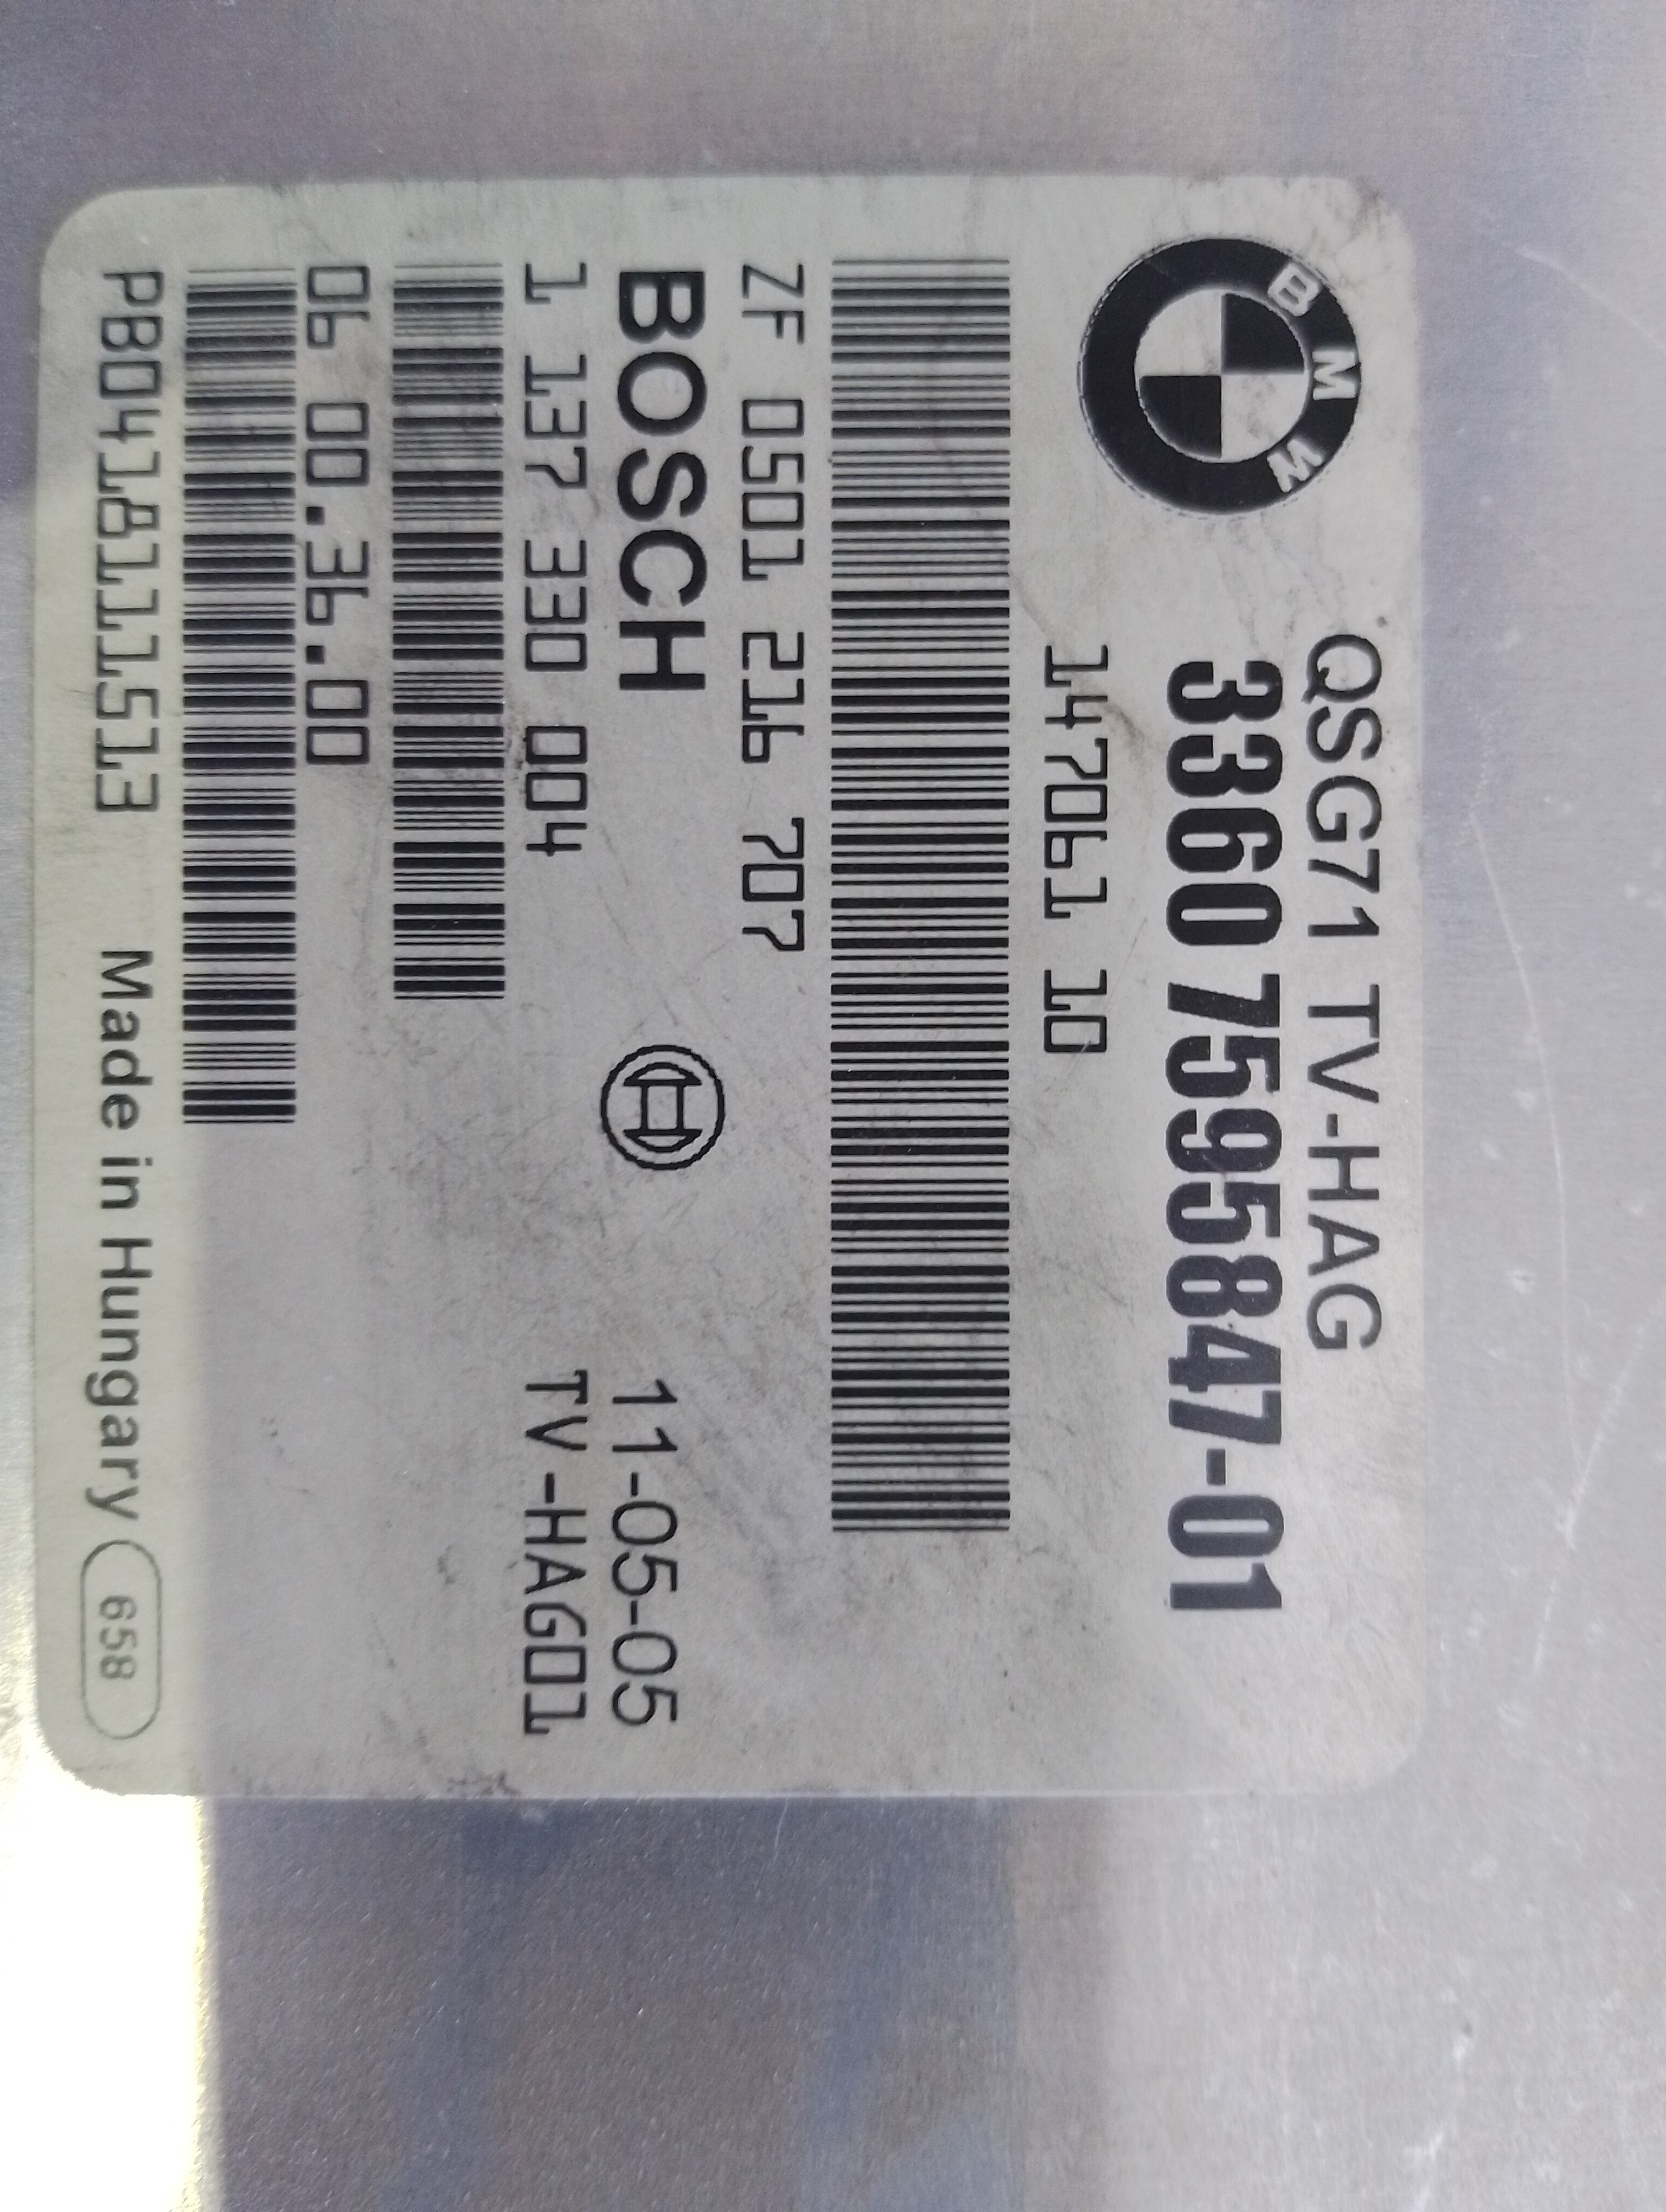 BMW
QSG71 TV-HAG
3360 7595847-01
147061 10
ZF 0501 216 707
BOSCH 11-05-05
1 137 330 004 TV-HAG01
06 00.36.00
PB041811151З Made in Hungary 658